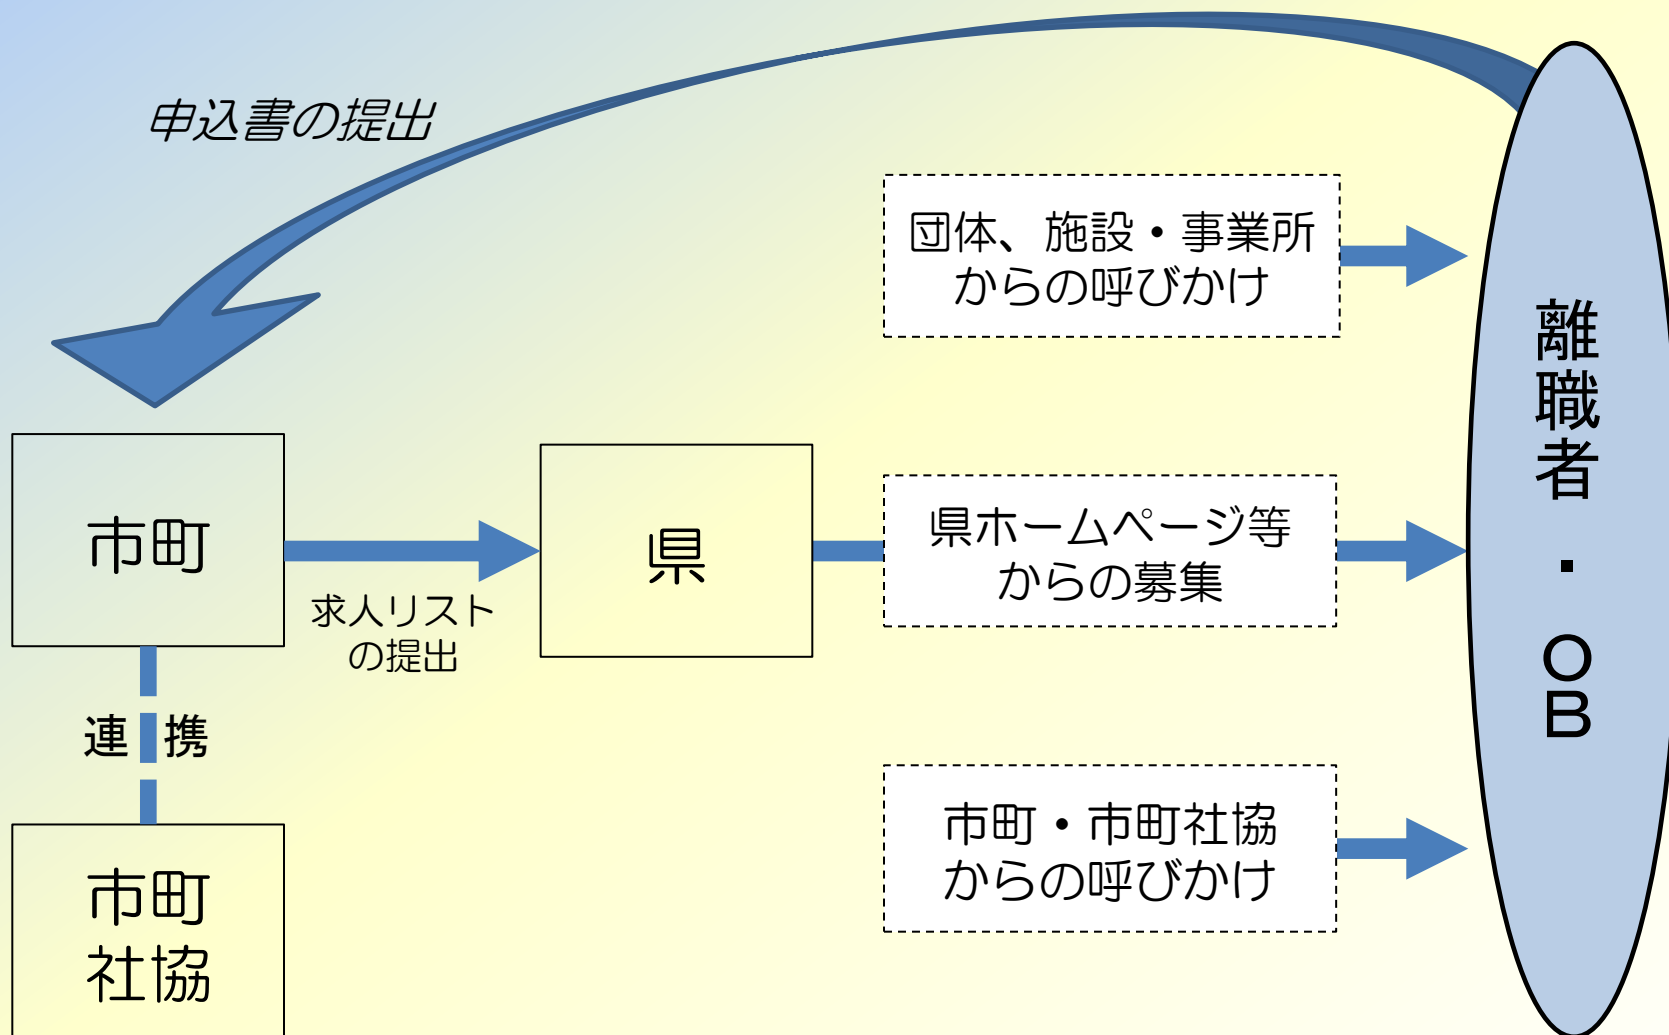 申込書の提出
団体、施設・事業所
からの呼びかけ
離職者・OB
市町
県
県ホームページ等
からの募集
求人リスト
の提出
連携
市町・市町社協
からの呼びかけ
市町
社協